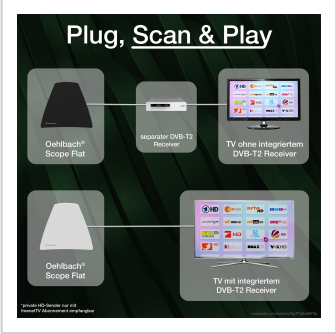 Plug, Scan & Play
Oehlbach®
Scope Flat
separater DVB-T2
Receiver
TV ohne integriertem
DVB-T2 Receiver
Oehlbach®
Scope Flat
TV mit integriertem
DVB-T2 Receiver
*private HD-Sender nur mit
freenetTV Abonnement empfangbar